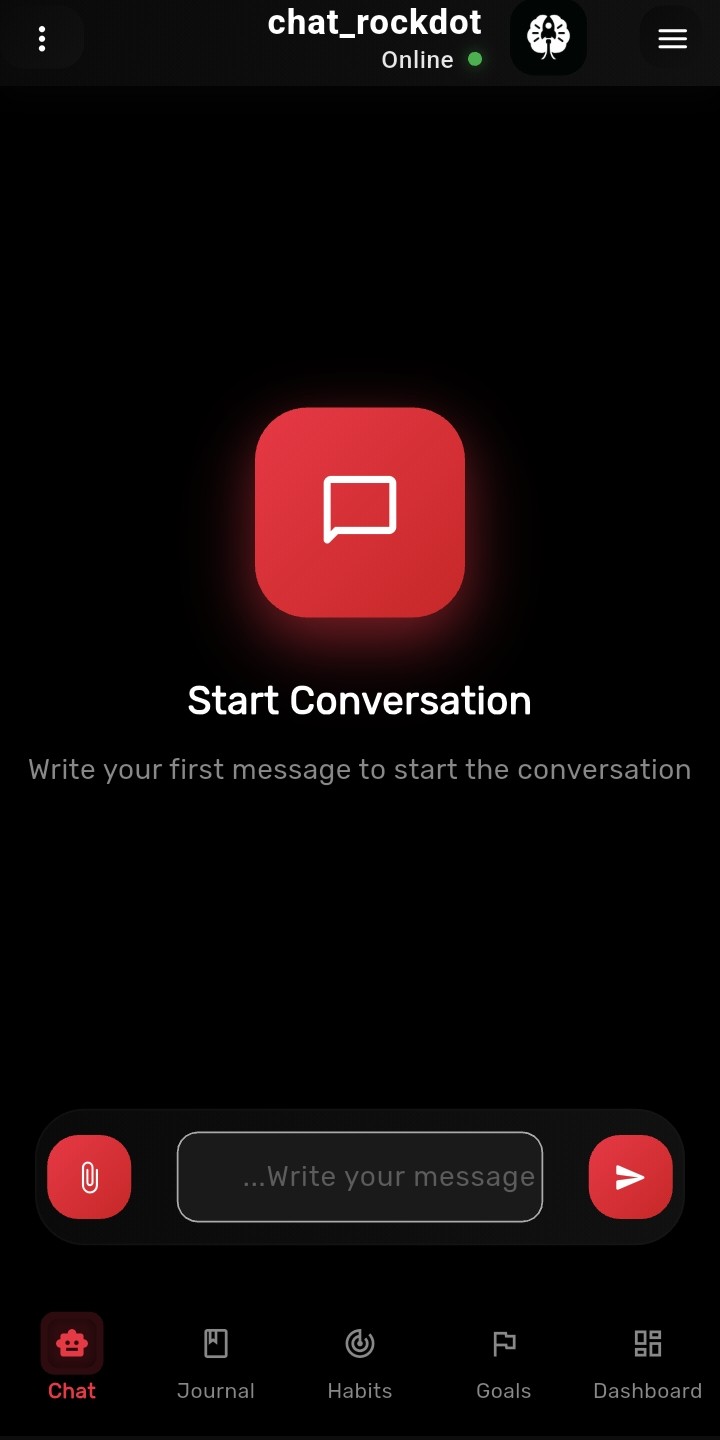 chat_rockdot
Online
Start Conversation
Write your first message to start the conversation
...Write your message
Chat
Journal
Habits
Goals
Dashboard